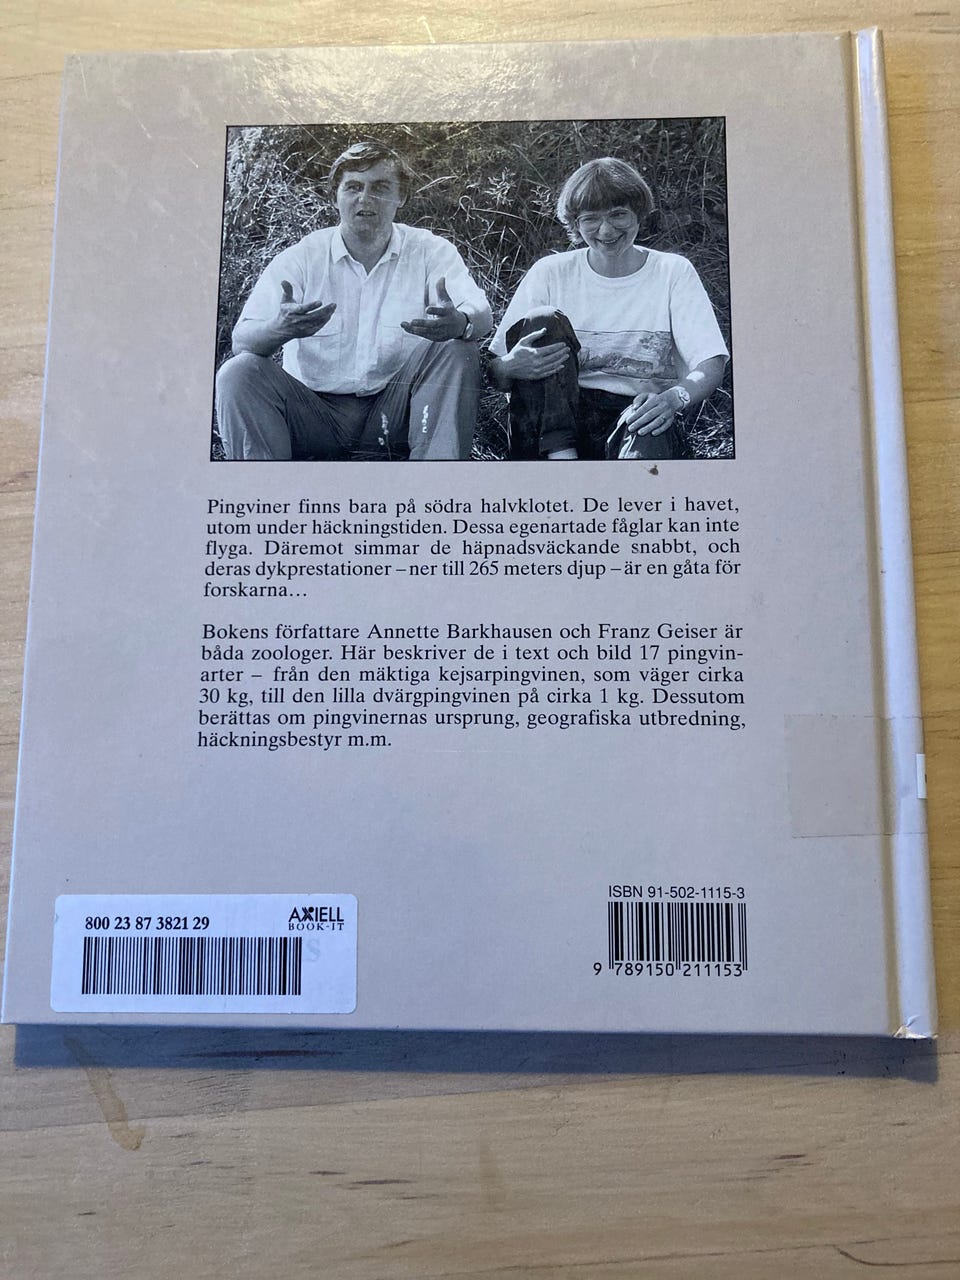 Pingviner finns bara på södra halvklotet. De lever i havet,
utom under häckningstiden. Dessa egenartade fåglar kan inte
flyga. Däremot simmar de häpnadsväckande snabbt, och
deras dykprestationer – ner till 265 meters djup – är en gåta för
forskarna...
Bokens författare Annette Barkhausen och Franz Geiser är
båda zoologer. Här beskriver de i text och bild 17 pingvin-
arter – från den mäktiga kejsarpingvinen, som väger cirka
30 kg, till den lilla dvärgpingvinen på cirka 1 kg. Dessutom
berättas om pingvinernas ursprung, geografiska utbredning,
häckningsbestyr m.m.
800 23 87 3821 29
AXIELL
BOOK-IT
ISBN 91-502-1115-3
9 789150 211153